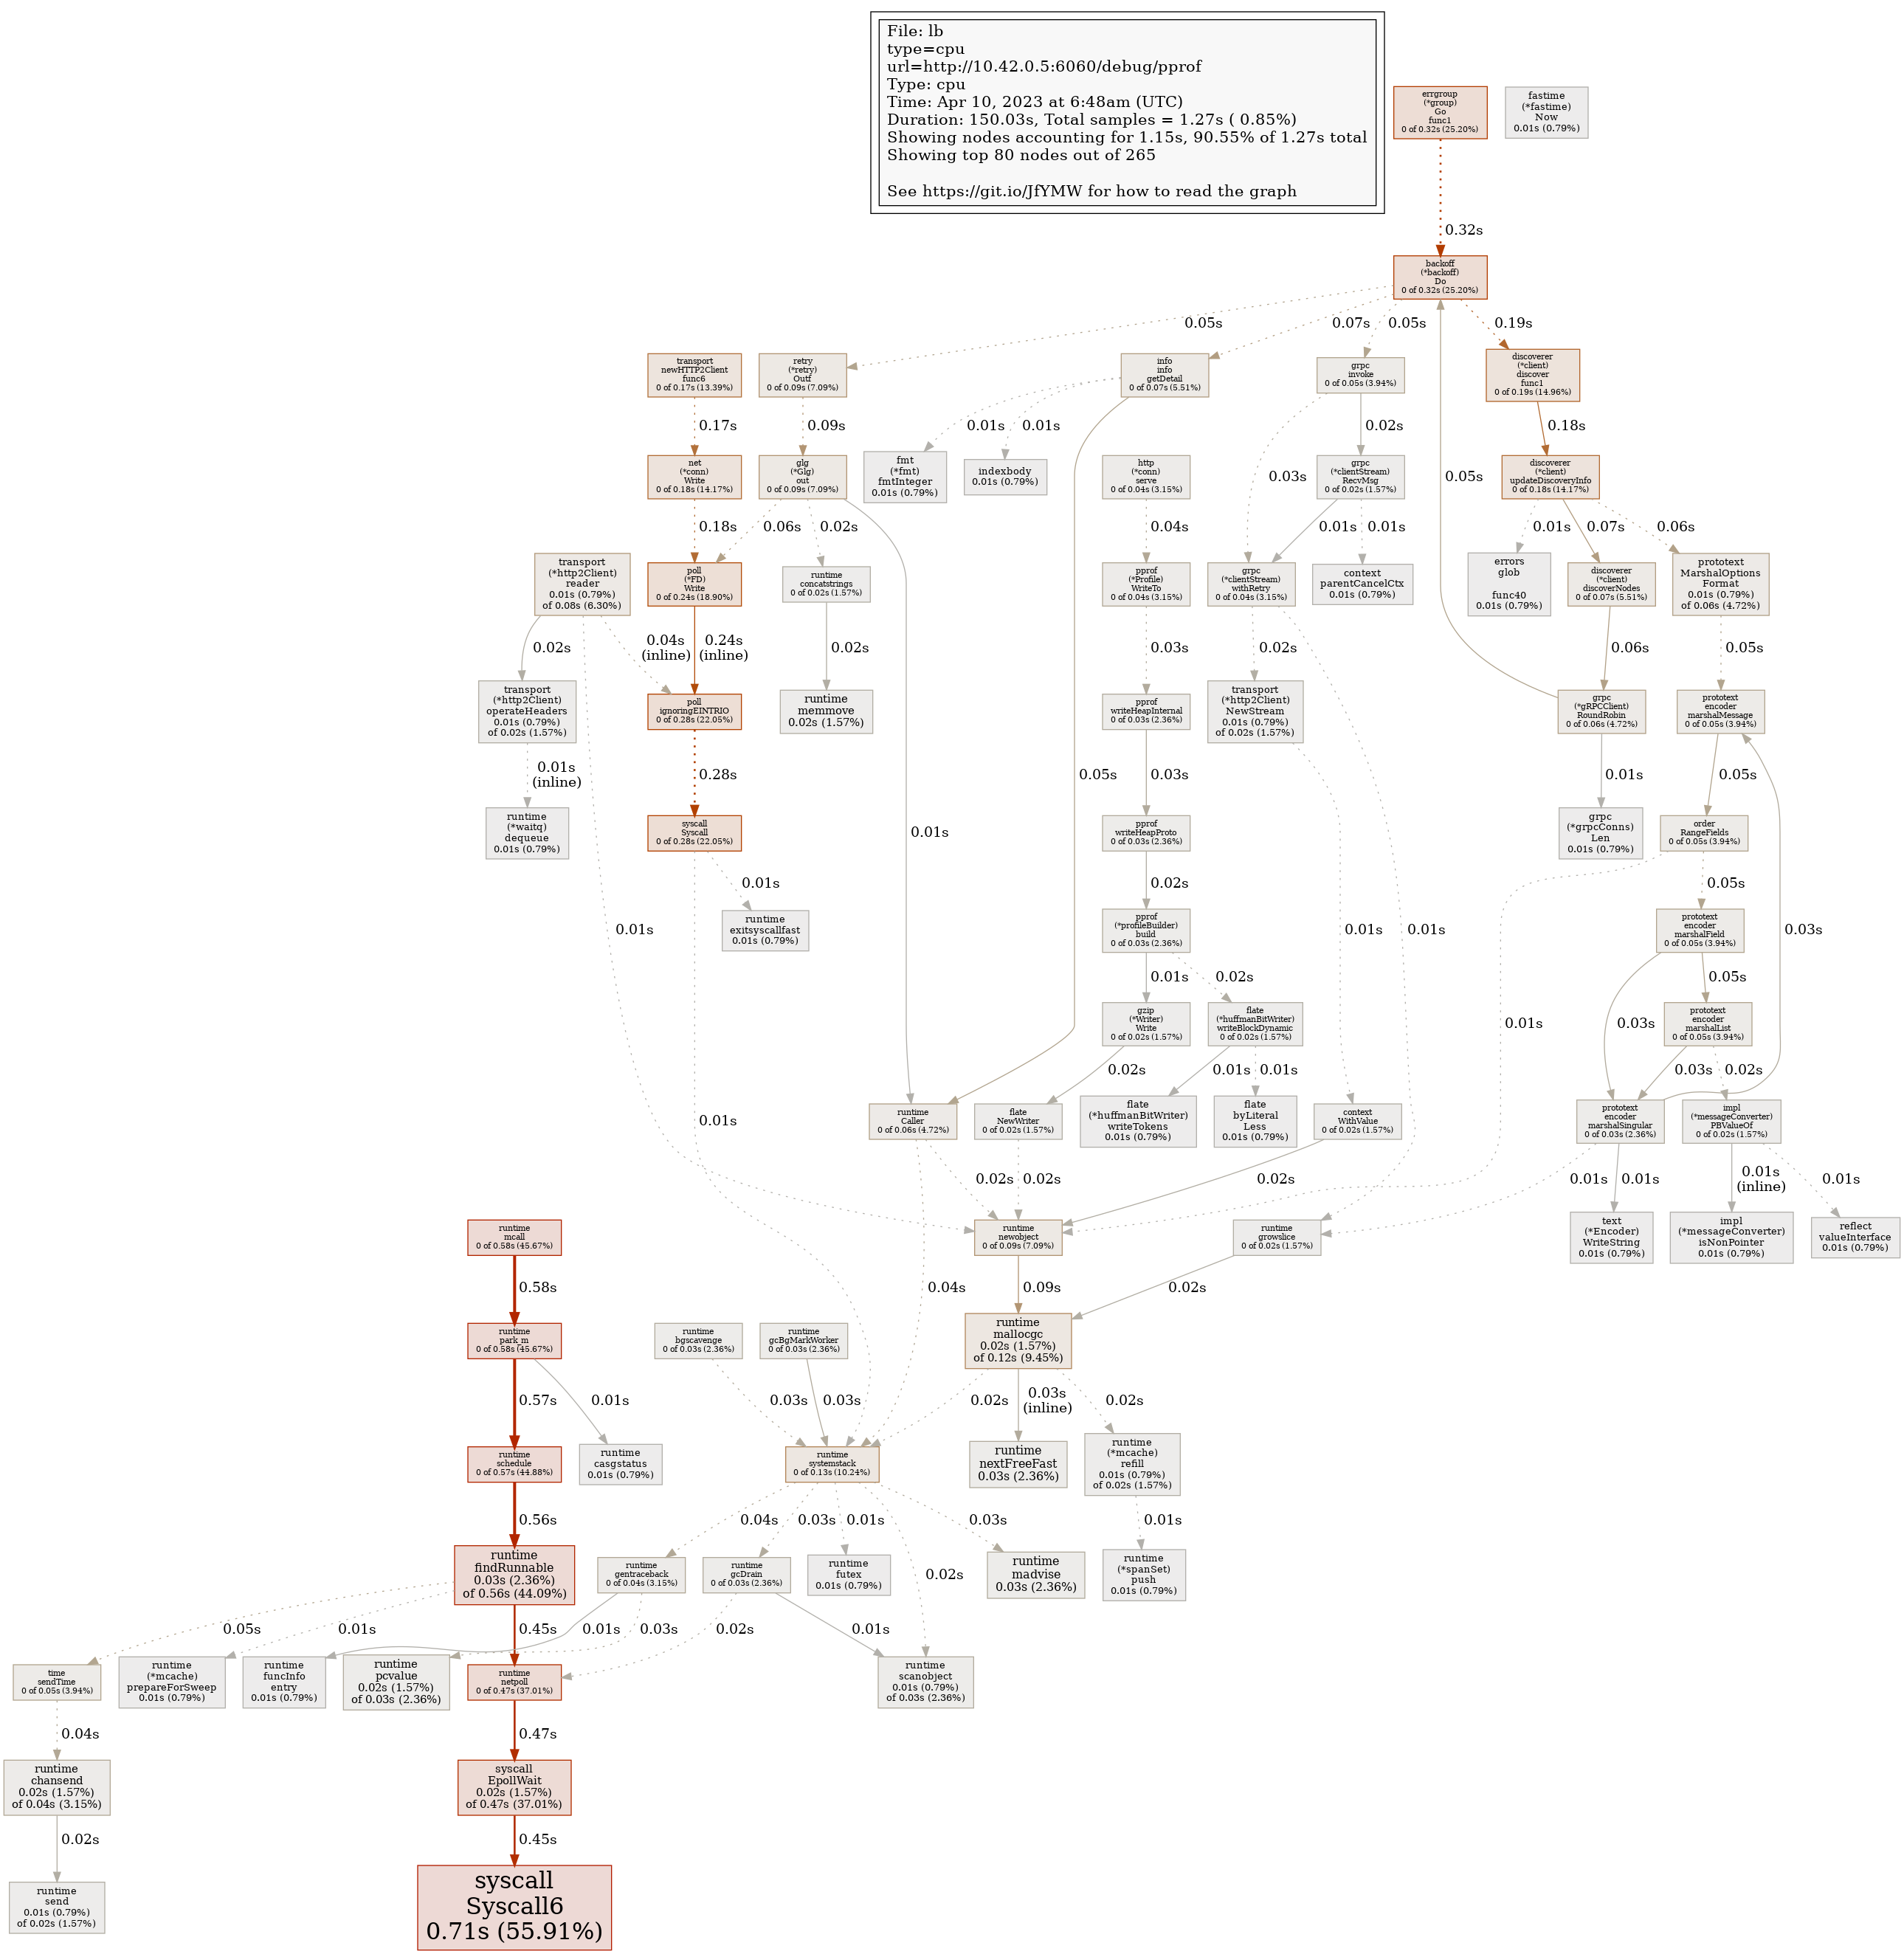 File: lb
type=cpu
url=http://10.42.0.5:6060/debug/pprof
Type: cpu
Time: Apr 10, 2023 at 6:48am (UTC)
Duration: 150.03s, Total samples = 1.27s ( 0.85%)
Showing nodes accounting for 1.15s, 90.55% of 1.27s total
Showing top 80 nodes out of 265
See https://git.io/JfYMW for how to read the graph
errgroup
(*group)
Go
func1
0 of 0.32s (25.20%)
fastime
(*fastime)
Now
0.01s (0.79%)
0.32s
backoff
(*backoff)
Do
0 of 0.32s (25.20%)
0.05s
0.07s
0.05s
0.19s
transport
newHTTP2Client
func6
0 of 0.17s (13.39%)
retry
(*retry)
Outf
0 of 0.09s (7.09%)
info
info
getDetail
0 of 0.07s (5.51%)
grpc
invoke
0 of 0.05s (3.94%)
discoverer
(*client)
discover
func1
0 of 0.19s (14.96%)
0.17s
0.09s
0.01s
0.01s
0.02s
0.18s
net
(*conn)
Write
0 of 0.18s (14.17%)
glg
(*Glg)
out
0 of 0.09s (7.09%)
fmt
(*fmt)
fmtInteger
0.01s (0.79%)
indexbody
0.01s (0.79%)
http
(*conn)
serve
0 of 0.04s (3.15%)
0.03s
grpc
(*clientStream)
RecvMsg
0 of 0.02s (1.57%)
0.05s
discoverer
(*client)
updateDiscoveryInfo
0 of 0.18s (14.17%)
0.18s
0.06s
0.02s
0.04s
0.01s
0.01s
0.01s
0.07s
0.06s
transport
(*http2Client)
reader
0.01s (0.79%)
of 0.08s (6.30%)
poll
(*FD)
Write
0 of 0.24s (18.90%)
runtime
concatstrings
0 of 0.02s (1.57%)
pprof
(*Profile)
WriteTo
0 of 0.04s (3.15%)
grpc
(*clientStream)
withRetry
0 of 0.04s (3.15%)
context
parentCancelCtx
0.01s (0.79%)
errors
glob
func40
0.01s (0.79%)
discoverer
(*client)
discoverNodes
0 of 0.07s (5.51%)
prototext
MarshalOptions
Format
0.01s (0.79%)
of 0.06s (4.72%)
0.02s
0.04s
(inline)
0.24s
(inline)
0.02s
0.03s
0.02s
0.06s
0.05s
transport
(*http2Client)
operateHeaders
0.01s (0.79%)
of 0.02s (1.57%)
poll
ignoringEINTRIO
0 of 0.28s (22.05%)
runtime
memmove
0.02s (1.57%)
pprof
writeHeapInternal
0 of 0.03s (2.36%)
transport
(*http2Client)
NewStream
0.01s (0.79%)
of 0.02s (1.57%)
grpc
(*gRPCClient)
RoundRobin
0 of 0.06s (4.72%)
prototext
encoder
marshalMessage
0 of 0.05s (3.94%)
0.01s
(inline)
0.28s
0.05s
0.03s
0.01s
0.05s
runtime
(*waitq)
dequeue
0.01s (0.79%)
syscall
Syscall
0 of 0.28s (22.05%)
0.01s
pprof
writeHeapProto
0 of 0.03s (2.36%)
grpc
(*grpcConns)
Len
0.01s (0.79%)
order
RangeFields
0 of 0.05s (3.94%)
0.01s
0.02s
0.05s
0.01s
runtime
exitsyscallfast
0.01s (0.79%)
pprof
(*profileBuilder)
build
0 of 0.03s (2.36%)
0.01s
0.01s
prototext
encoder
marshalField
0 of 0.05s (3.94%)
0.03s
0.01s
0.02s
0.05s
gzip
(*Writer)
Write
0 of 0.02s (1.57%)
flate
(*huffmanBitWriter)
writeBlockDynamic
0 of 0.02s (1.57%)
0.01s
0.03s
prototext
encoder
marshalList
0 of 0.05s (3.94%)
0.02s
0.01s
0.01s
0.03s
0.02s
0.01s
runtime
Caller
0 of 0.06s (4.72%)
flate
NewWriter
0 of 0.02s (1.57%)
flate
(*huffmanBitWriter)
writeTokens
0.01s (0.79%)
flate
byLiteral
Less
0.01s (0.79%)
context
WithValue
0 of 0.02s (1.57%)
prototext
encoder
marshalSingular
0 of 0.03s (2.36%)
impl
(*messageConverter)
PBValueOf
0 of 0.02s (1.57%)
0.02s
0.02s
0.02s
0.01s
0.01s
0.01s
(inline)
0.01s
runtime
mcall
0 of 0.58s (45.67%)
runtime
newobject
0 of 0.09s (7.09%)
runtime
growslice
0 of 0.02s (1.57%)
text
(*Encoder)
WriteString
0.01s (0.79%)
impl
(*messageConverter)
isNonPointer
0.01s (0.79%)
reflect
valueInterface
0.01s (0.79%)
0.58s
0.04s
0.09s
0.02s
runtime
park_m
0 of 0.58s (45.67%)
runtime
bgscavenge
0 of 0.03s (2.36%)
runtime
gcBgMarkWorker
0 of 0.03s (2.36%)
runtime
mallocgc
0.02s (1.57%)
of 0.12s (9.45%)
0.57s
0.01s
0.03s
0.03s
0.02s
0.03s
(inline)
0.02s
runtime
schedule
0 of 0.57s (44.88%)
runtime
casgstatus
0.01s (0.79%)
runtime
systemstack
0 of 0.13s (10.24%)
runtime
nextFreeFast
0.03s (2.36%)
runtime
(*mcache)
refill
0.01s (0.79%)
of 0.02s (1.57%)
0.56s
0.04s
0.03s
0.01s
0.02s
0.03s
0.01s
runtime
findRunnable
0.03s (2.36%)
of 0.56s (44.09%)
runtime
gentraceback
0 of 0.04s (3.15%)
runtime
gcDrain
0 of 0.03s (2.36%)
runtime
futex
0.01s (0.79%)
runtime
madvise
0.03s (2.36%)
runtime
(*spanSet)
push
0.01s (0.79%)
0.05s
0.01s
0.45s
0.01s
0.03s
0.02s
0.01s
time
sendTime
0 of 0.05s (3.94%)
runtime
(*mcache)
prepareForSweep
0.01s (0.79%)
runtime
funcInfo
entry
0.01s (0.79%)
runtime
pcvalue
0.02s (1.57%)
of 0.03s (2.36%)
runtime
netpoll
0 of 0.47s (37.01%)
runtime
scanobject
0.01s (0.79%)
of 0.03s (2.36%)
0.04s
0.47s
runtime
chansend
0.02s (1.57%)
of 0.04s (3.15%)
syscall
EpollWait
0.02s (1.57%)
of 0.47s (37.01%)
0.02s
0.45s
runtime
send
0.01s (0.79%)
of 0.02s (1.57%)
syscall
Syscall6
0.71s (55.91%)